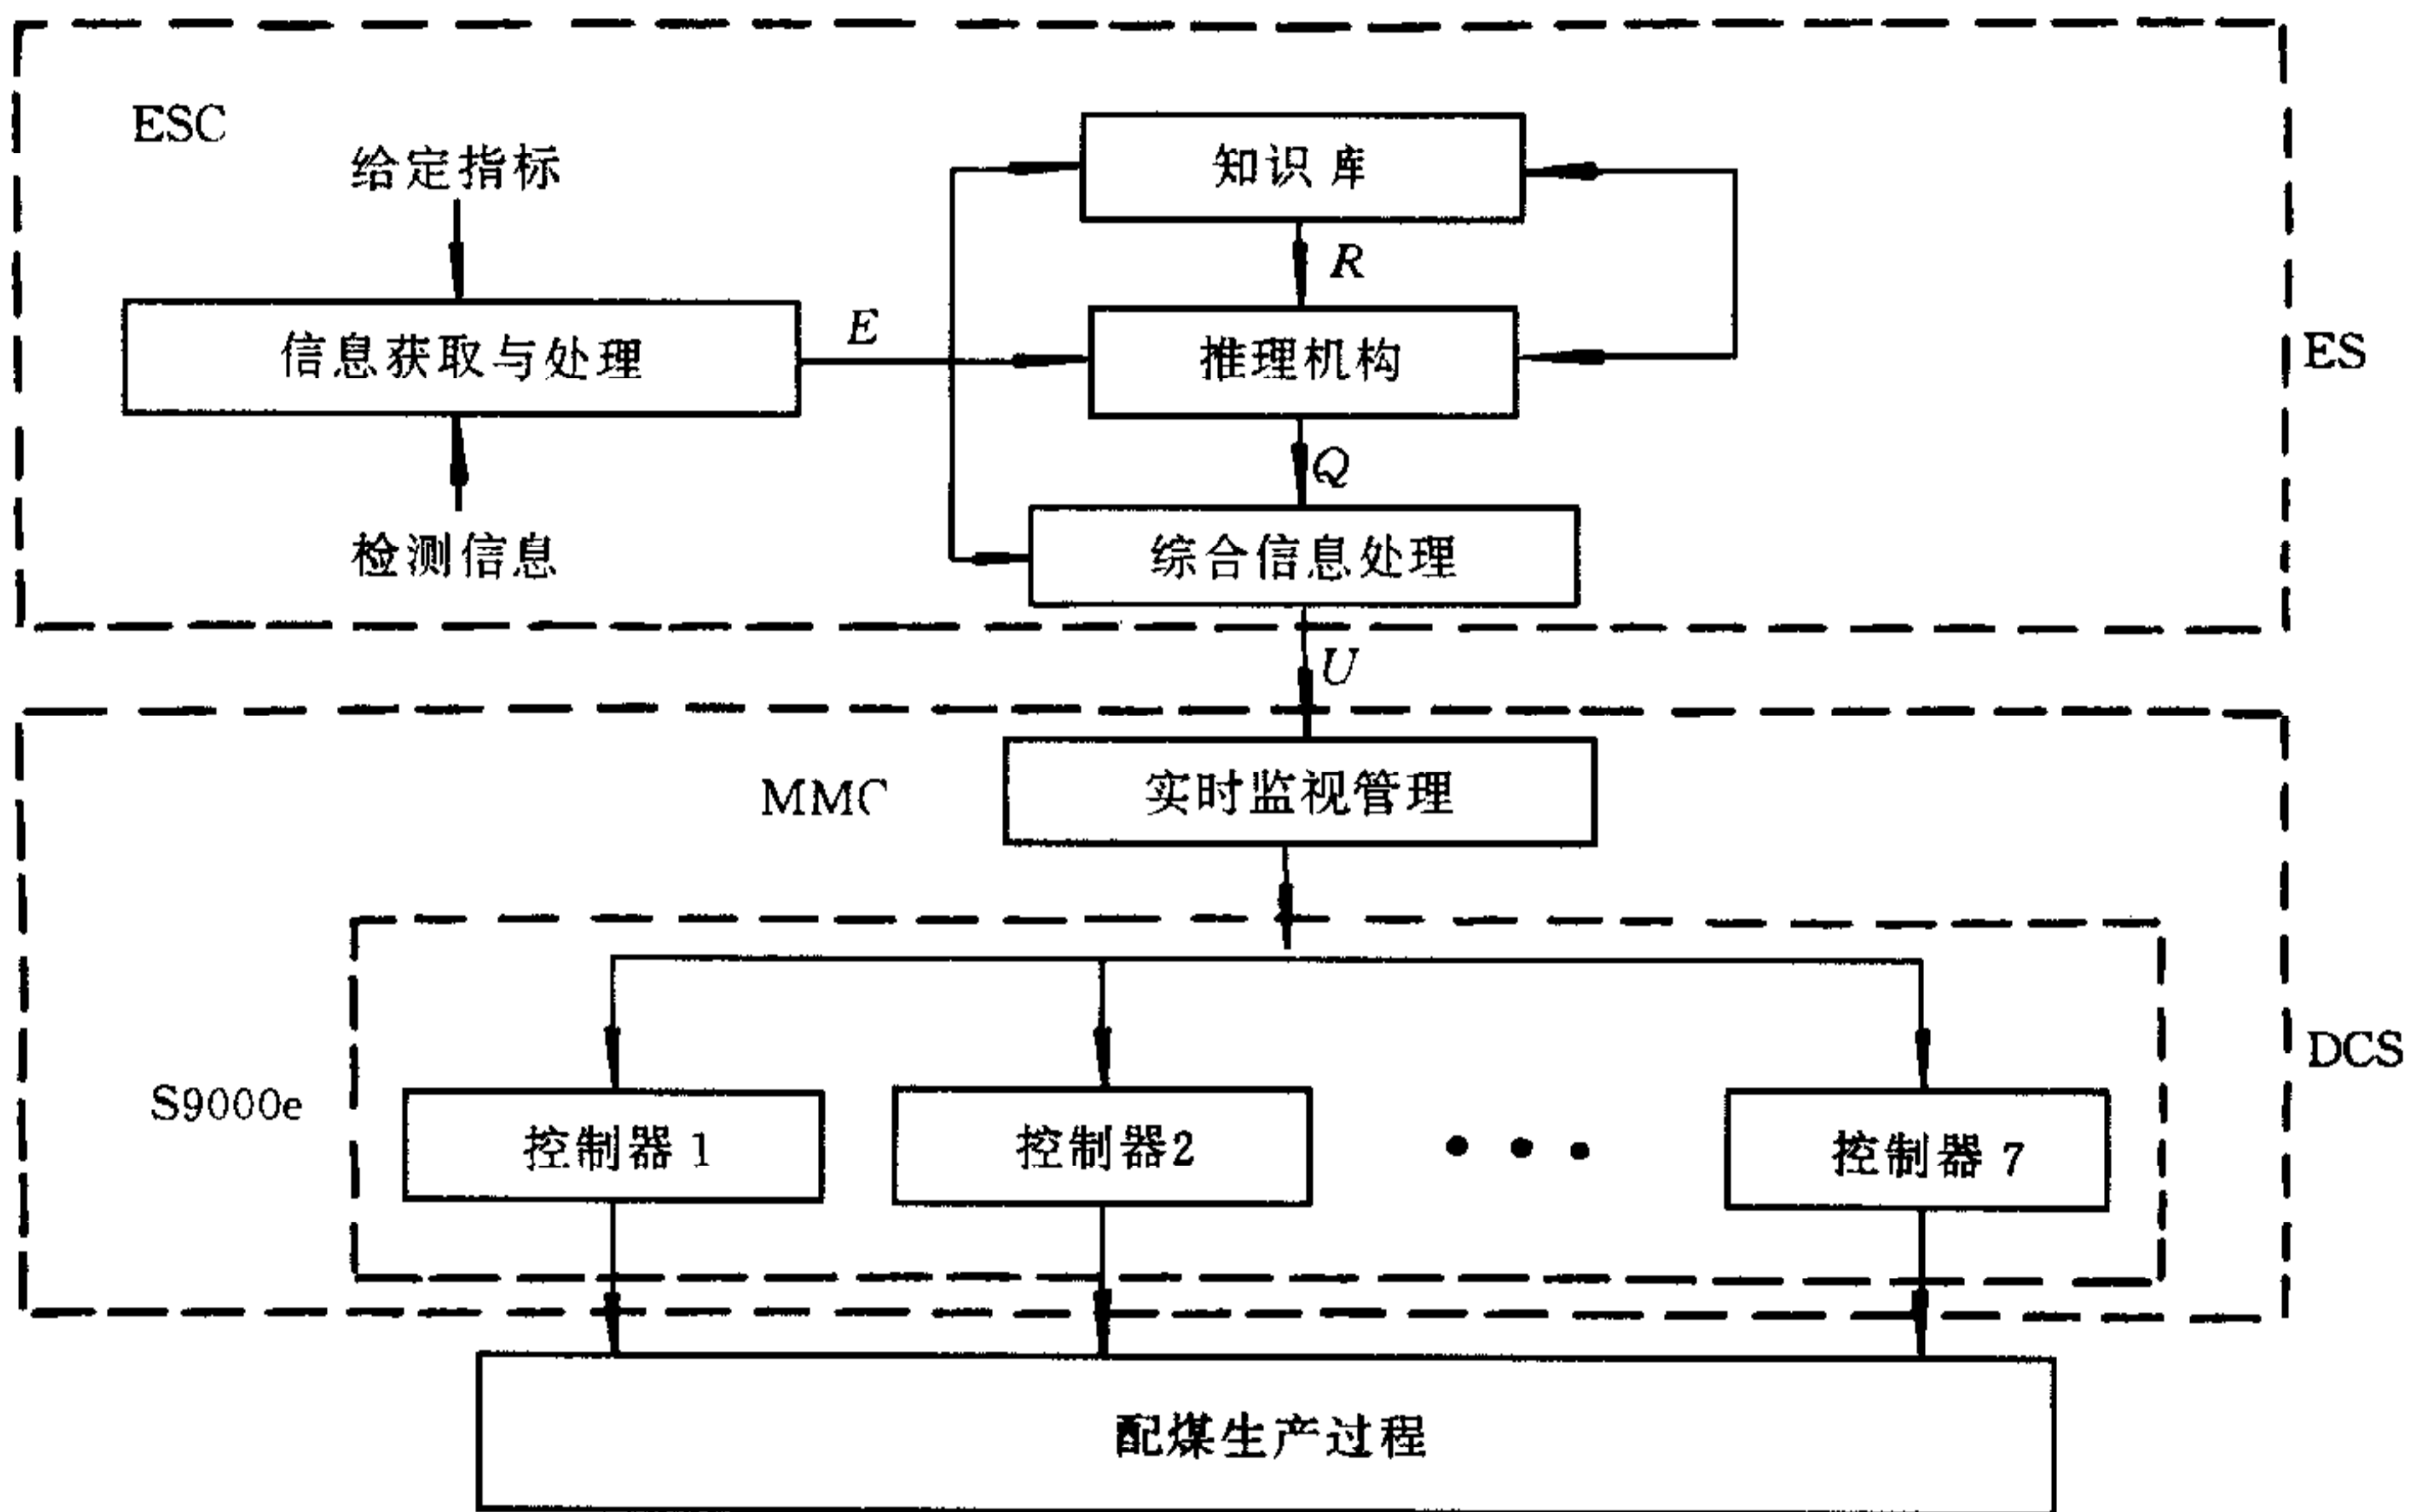 ESC
给定指标
知识库
R
信息获取与处理
E
推理机构
ES
Q
检测信息
综合信息处理
U
MMC
实时监视管理
S9000e
DCS
控制器1
控制器2
• • •
控制器7
配煤生产过程